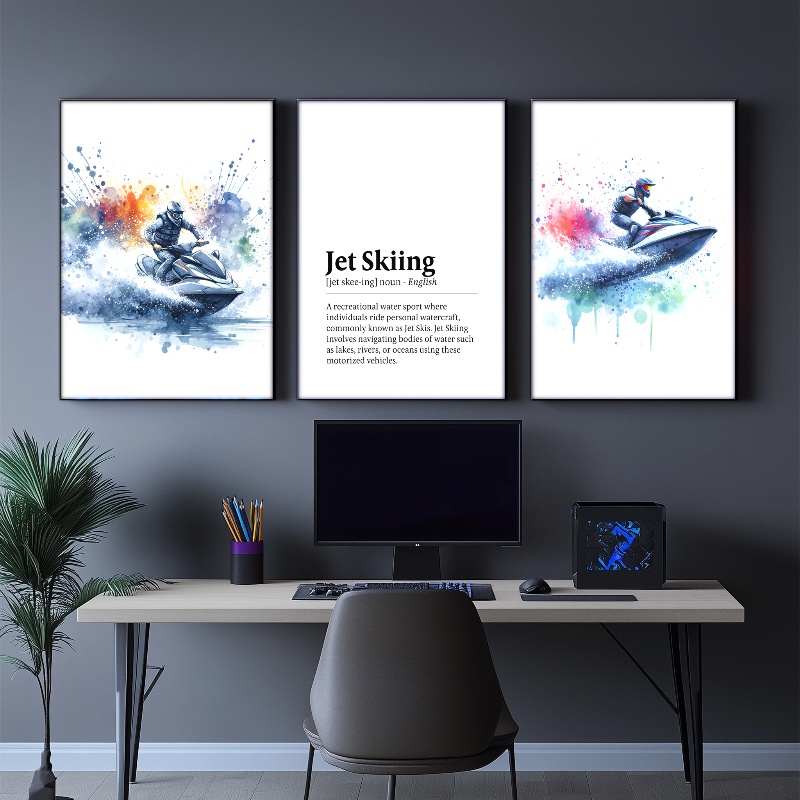 Jet Skiing
[jet skee-ing] noun - English
A recreational water sport where
individuals ride personal watercraft,
commonly known as Jet Skis. Jet Skiing
involves navigating bodies of water such
as lakes, rivers, or oceans using these
motorized vehicles.